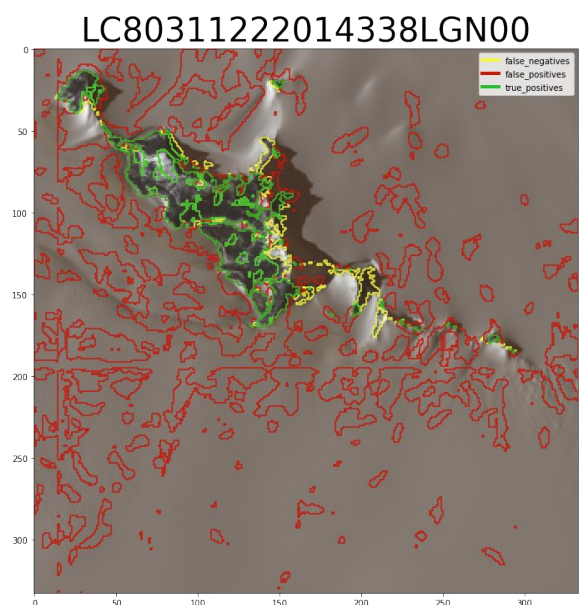 LC80311222014338LGN00
false_negatives
false_positives
true_positives
0
50
100
150
200
250
300
0 50 100 150 200 250 300